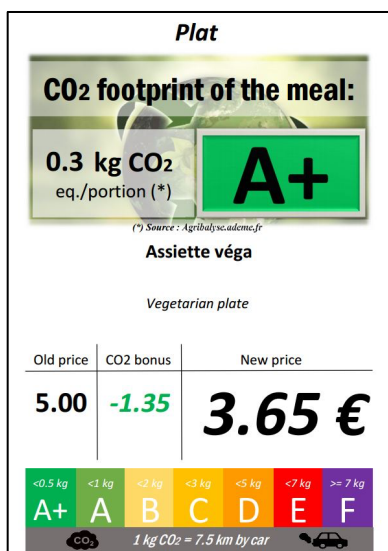 Plat
CO2 footprint of the meal:
0.3 kg CO2
eq./portion (*)
A+
(*) Source : Agribalyse.ademe.fr
Assiette véga
Vegetarian plate
Old price CO2 bonus New price
5.00 -1.35 3.65 €
<0.5 kg <1 kg <2 kg <3 kg <5 kg <7 kg >= 7 kg
A+ A B C D E F
CO2 1 kg CO2 = 7.5 km by car